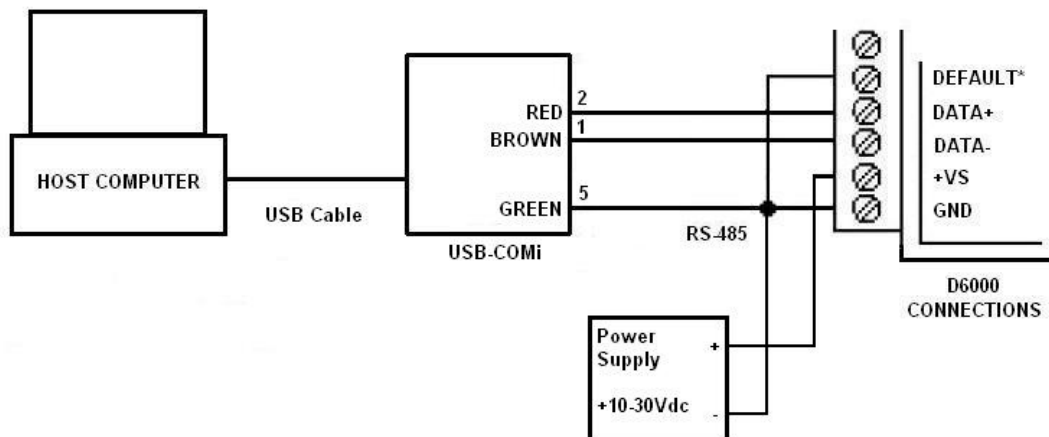 HOST COMPUTER
USB Cable
RED
BROWN
GREEN
USB-COMi
2
1
5
RS-485
DEFAULT*
DATA+
DATA-
+VS
GND
D6000
CONNECTIONS
Power
Supply
+10-30Vdc
+
-